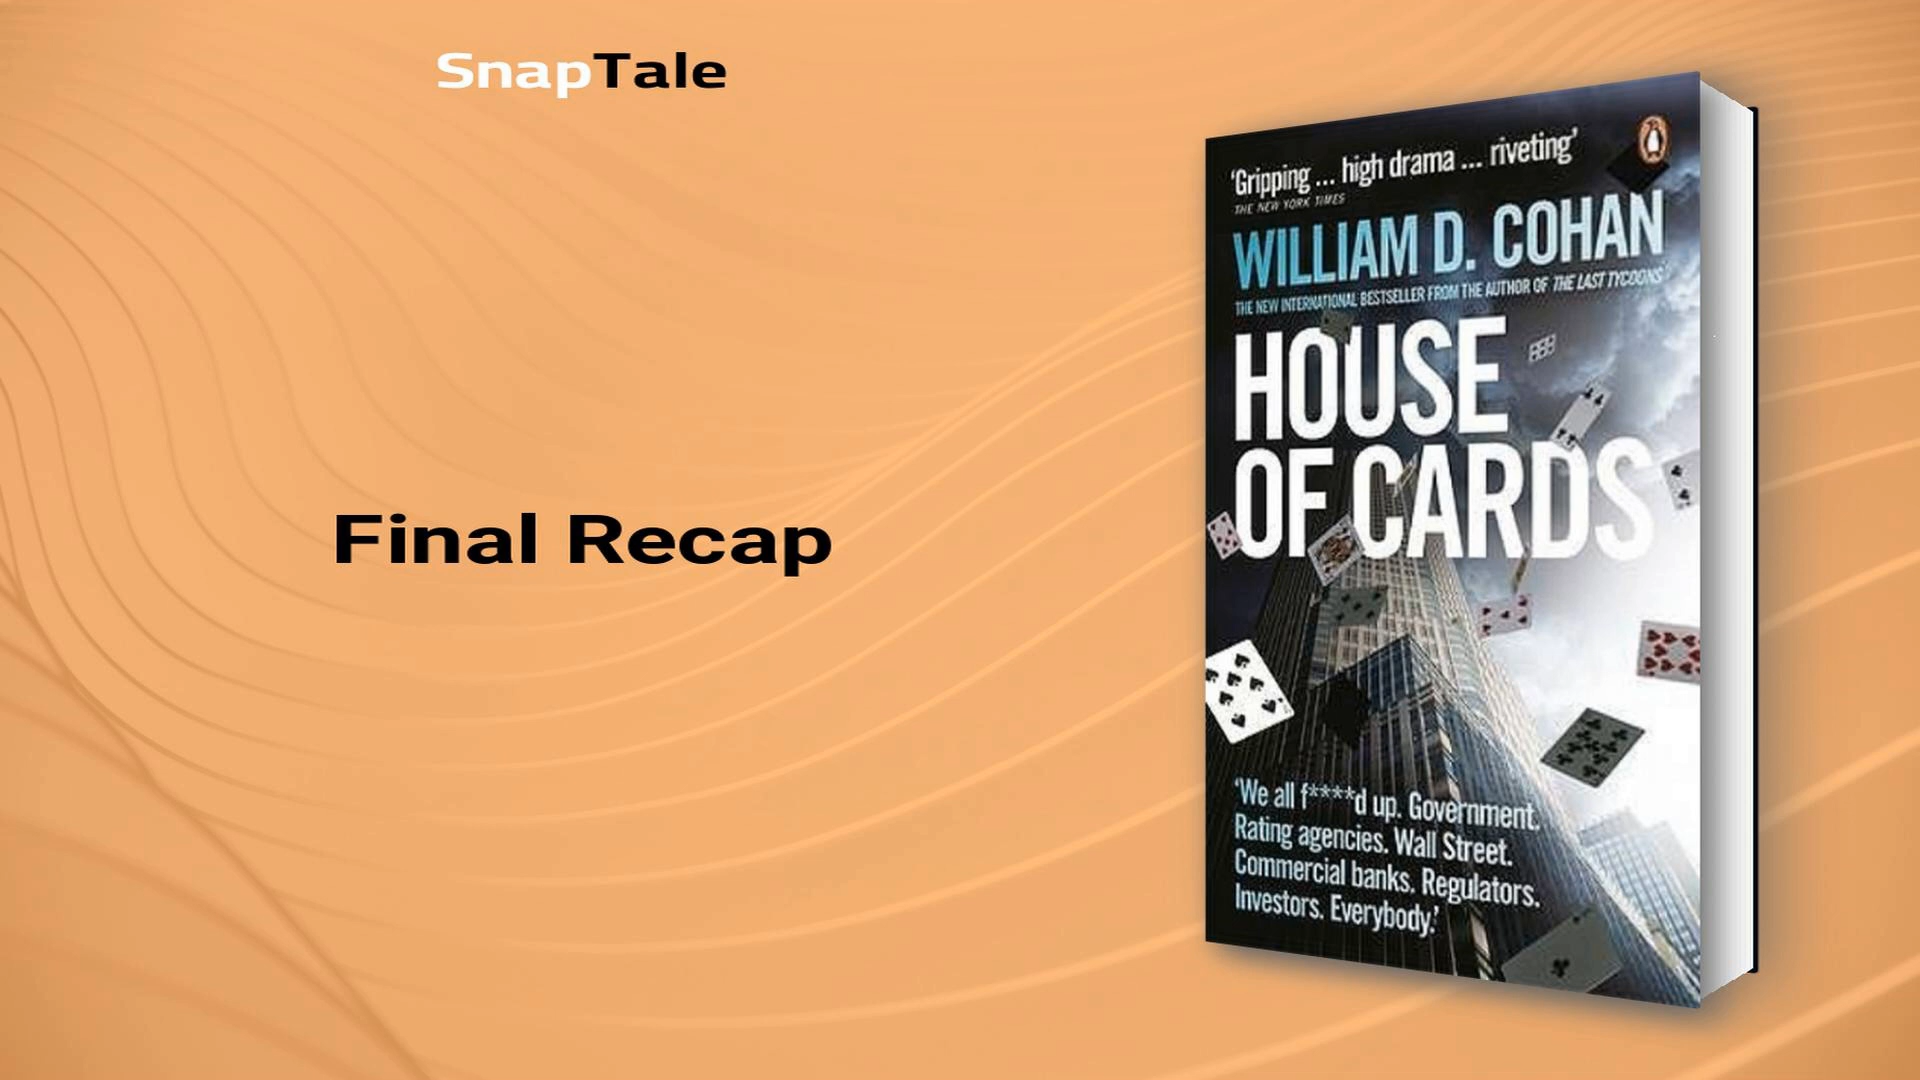 SnapTale
Final Recap
‘Gripping ... high drama ... riveting’
THE NEW YORK TIMES
WILLIAM D. COHAN
THE NEW INTERNATIONAL BESTSELLER FROM THE AUTHOR OF THE LAST TYCOONS
HOUSE
OF CARDS
‘We all f****d up. Government.
Rating agencies. Wall Street.
Commercial banks. Regulators.
Investors. Everybody.’